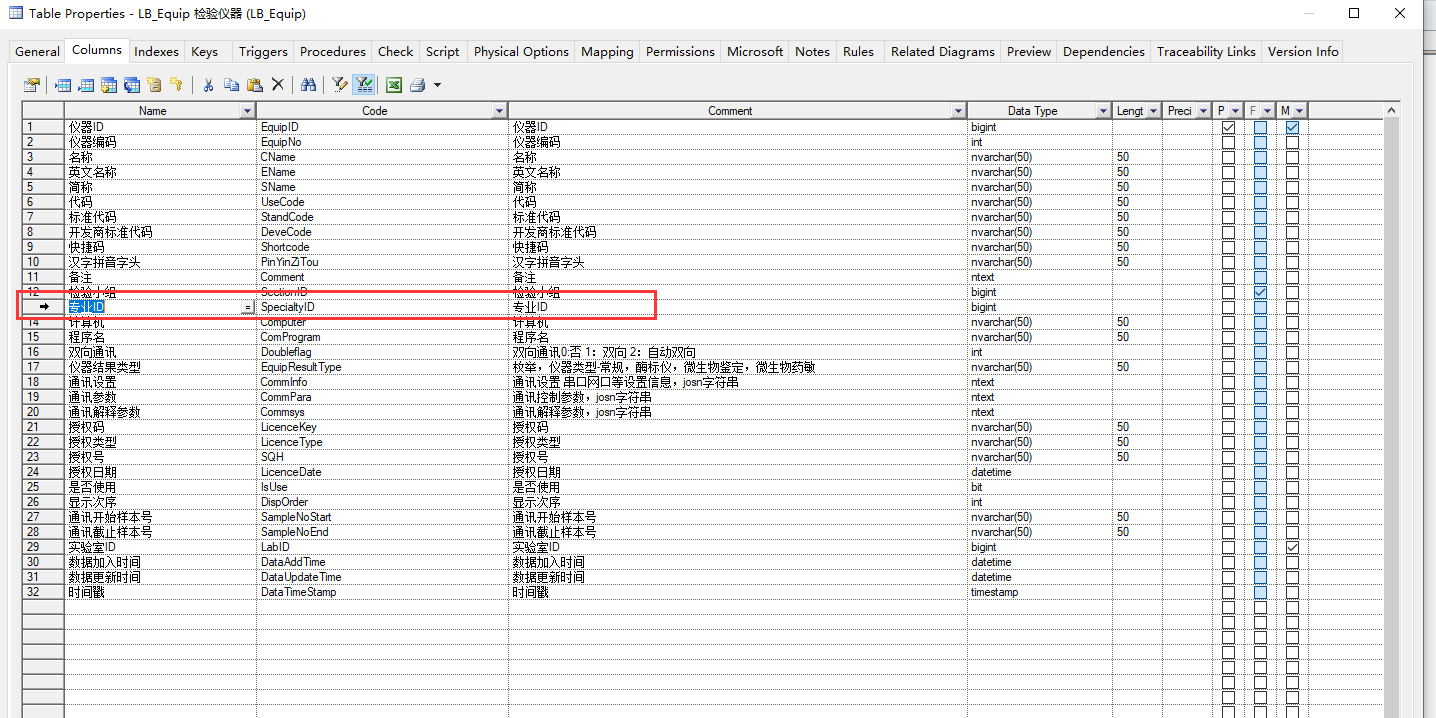 Table Properties - LB_Equip 检验仪器 (LB_Equip)
General Columns Indexes Keys Triggers Procedures Check Script Physical Options Mapping Permissions Microsoft Notes Rules Related Diagrams Preview Dependencies Traceability Links Version Info
Name Code Comment Data Type Lengt Preci P F M
1 仪器ID EquipID 仪器ID bigint
2 仪器编码 EquipNo 仪器编码 int
3 名称 CName 名称 nvarchar(50) 50
4 英文名称 EName 英文名称 nvarchar(50) 50
5 简称 SName 简称 nvarchar(50) 50
6 代码 UseCode 代码 nvarchar(50) 50
7 标准代码 StandCode 标准代码 nvarchar(50) 50
8 开发商标准代码 DeveCode 开发商标准代码 nvarchar(50) 50
9 快捷码 Shortcode 快捷码 nvarchar(50) 50
10 汉字拼音字头 PinYinZiTou 汉字拼音字头 nvarchar(50) 50
11 备注 Comment 备注 ntext
12 检验小组 SectionID 检验小组 bigint
专业ID = SpecialtyID 专业ID bigint
14 计算机 Computer 计算机 nvarchar(50) 50
15 程序名 ComProgram 程序名 nvarchar(50) 50
16 双向通讯 Doubleflag 双向通讯0:否 1：双向 2：自动双向 int
17 仪器结果类型 EquipResultType 枚举，仪器类型-常规，酶标仪，微生物鉴定，微生物药敏 nvarchar(50) 50
18 通讯设置 CommInfo 通讯设置 串口网口等设置信息，josn字符串 ntext
19 通讯参数 CommPara 通讯控制参数，josn字符串 ntext
20 通讯解释参数 Commsys 通讯解释参数，josn字符串 ntext
21 授权码 LicenceKey 授权码 nvarchar(50) 50
22 授权类型 LicenceType 授权类型 nvarchar(50) 50
23 授权号 SQH 授权号 nvarchar(50) 50
24 授权日期 LicenceDate 授权日期 datetime
25 是否使用 IsUse 是否使用 bit
26 显示次序 DispOrder 显示次序 int
27 通讯开始样本号 SampleNoStart 通讯开始样本号 nvarchar(50) 50
28 通讯截止样本号 SampleNoEnd 通讯截止样本号 nvarchar(50) 50
29 实验室ID LabID 实验室ID bigint
30 数据加入时间 DataAddTime 数据加入时间 datetime
31 数据更新时间 DataUpdateTime 数据更新时间 datetime
32 时间戳 DataTimeStamp 时间戳 timestamp